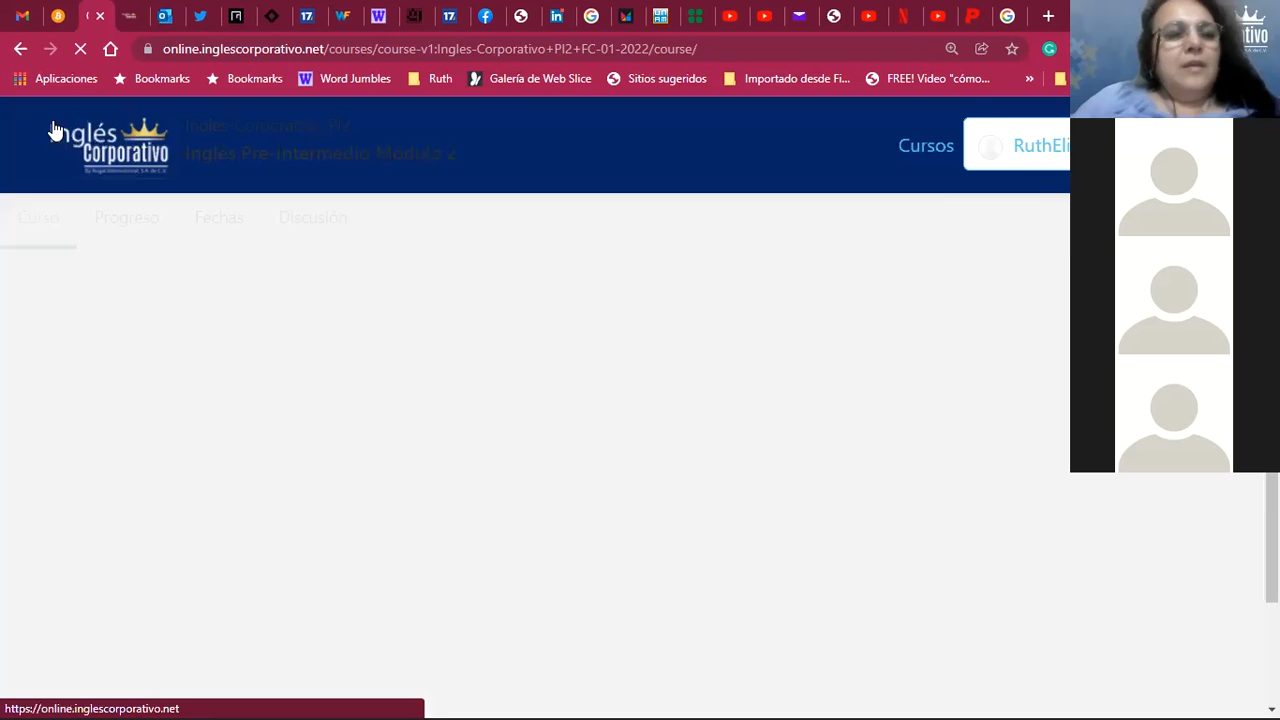 online.inglescorporativo.net/courses/course-v1:Ingles-Corporativo+PI2+FC-01-2022/course/
Aplicaciones
Bookmarks
Bookmarks
Word Jumbles
Ruth
Galería de Web Slice
Sitios sugeridos
Importado desde Fi...
FREE! Video "cómo...
»
Inglés Corporativo
Ingles-Corporativo PI2
Inglés Pre-intermedio Módulo 2
Cursos
RuthEli
Curso
Progreso
Fechas
Discusión
https://online.inglescorporativo.net